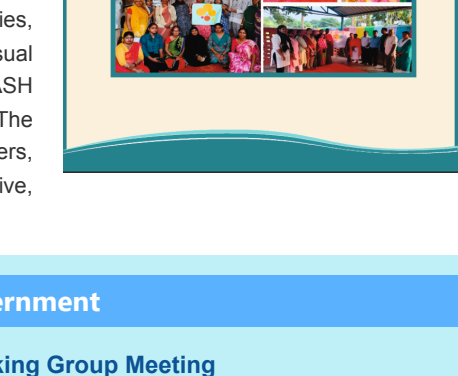 ies,
sual
ASH
The
ers,
ive,
ernment
king Group Meeting